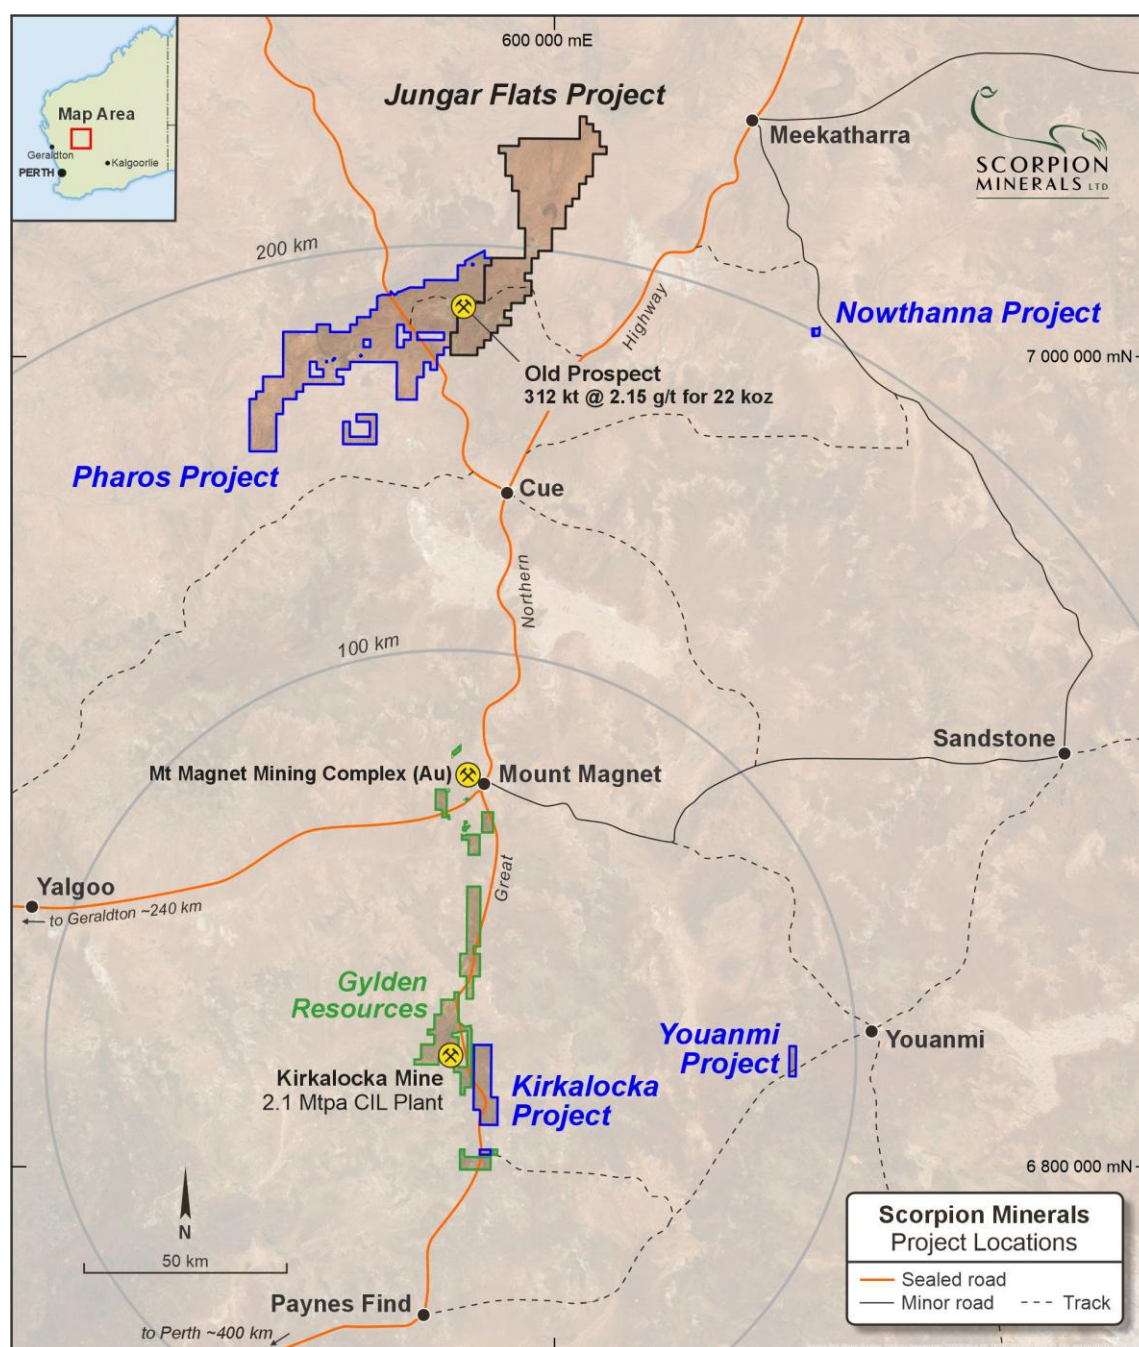 600 000 mE
Jungar Flats Project
Map Area
Geraldton
Kalgoorlie
PERTH
Meekatharra
SCORPION
MINERALS LTD
200 km
Highway
Nowthanna Project
7 000 000 mN
Old Prospect
312 kt @ 2.15 g/t for 22 koz
Pharos Project
Cue
Northern
100 km
Sandstone
Mt Magnet Mining Complex (Au)
Mount Magnet
Great
Yalgoo
to Geraldton ~240 km
Gylden
Resources
Youanmi
Project
Youanmi
Kirkalocka Mine
2.1 Mtpa CIL Plant
Kirkalocka
Project
6 800 000 mN
N
50 km
Scorpion Minerals
Project Locations
Sealed road
Minor road
Track
Paynes Find
to Perth ~400 km